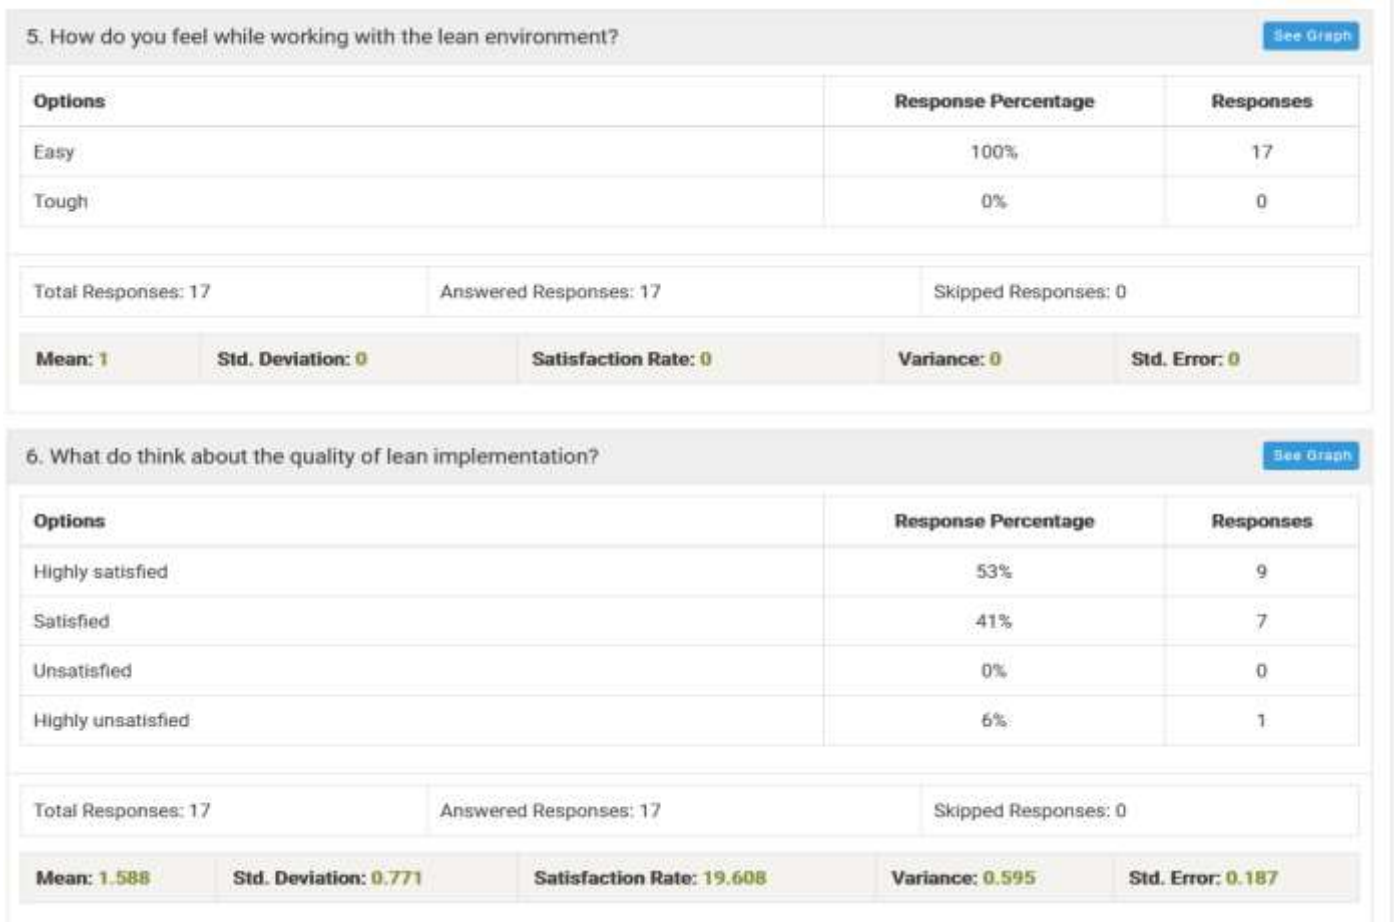 5. How do you feel while working with the lean environment? See Graph
Options Response Percentage Responses
Easy 100% 17
Tough 0% 0
Total Responses: 17 Answered Responses: 17 Skipped Responses: 0
Mean: 1 Std. Deviation: 0 Satisfaction Rate: 0 Variance: 0 Std. Error: 0
6. What do think about the quality of lean implementation? See Graph
Options Response Percentage Responses
Highly satisfied 53% 9
Satisfied 41% 7
Unsatisfied 0% 0
Highly unsatisfied 6% 1
Total Responses: 17 Answered Responses: 17 Skipped Responses: 0
Mean: 1.588 Std. Deviation: 0.771 Satisfaction Rate: 19.608 Variance: 0.595 Std. Error: 0.187